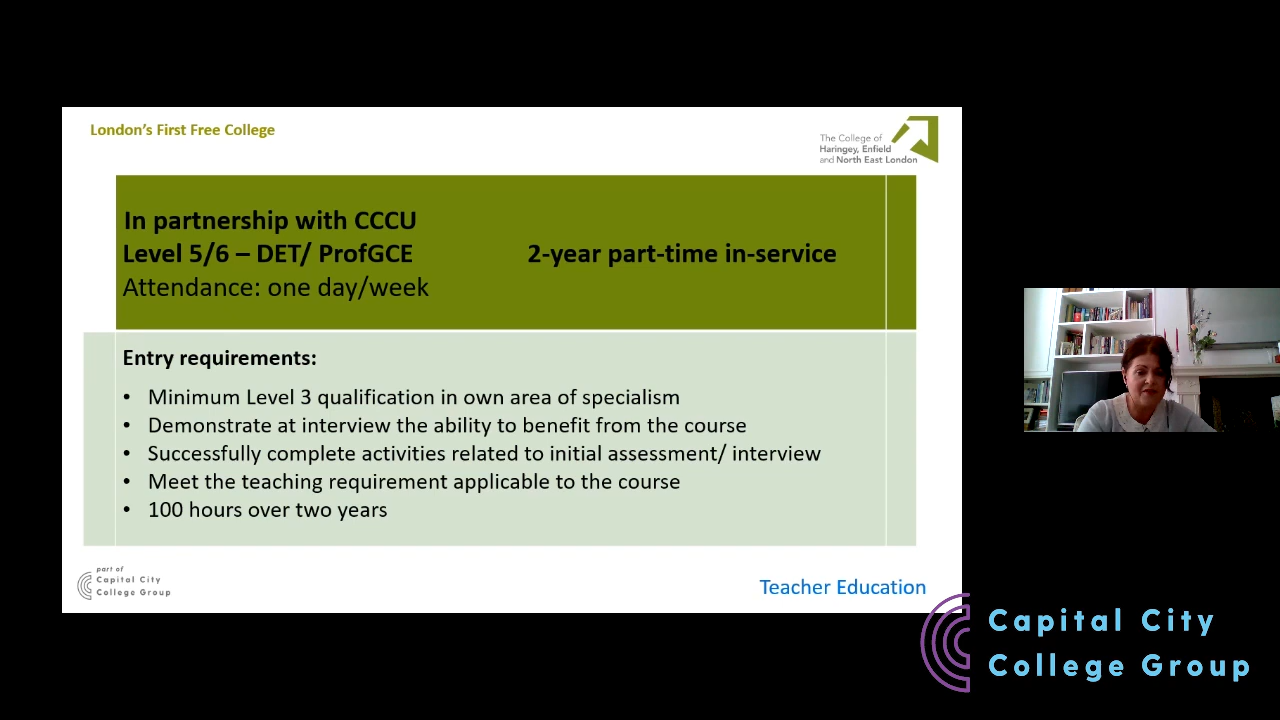 London's First Free College
The College of
Haringey, Enfield
and North East London
In partnership with CCCU
Level 5/6 – DET/ ProfGCE 2-year part-time in-service
Attendance: one day/week
Entry requirements:
• Minimum Level 3 qualification in own area of specialism
• Demonstrate at interview the ability to benefit from the course
• Successfully complete activities related to initial assessment/ interview
• Meet the teaching requirement applicable to the course
• 100 hours over two years
part of
Capital City
College Group
Teacher Education
Capital City
College Group